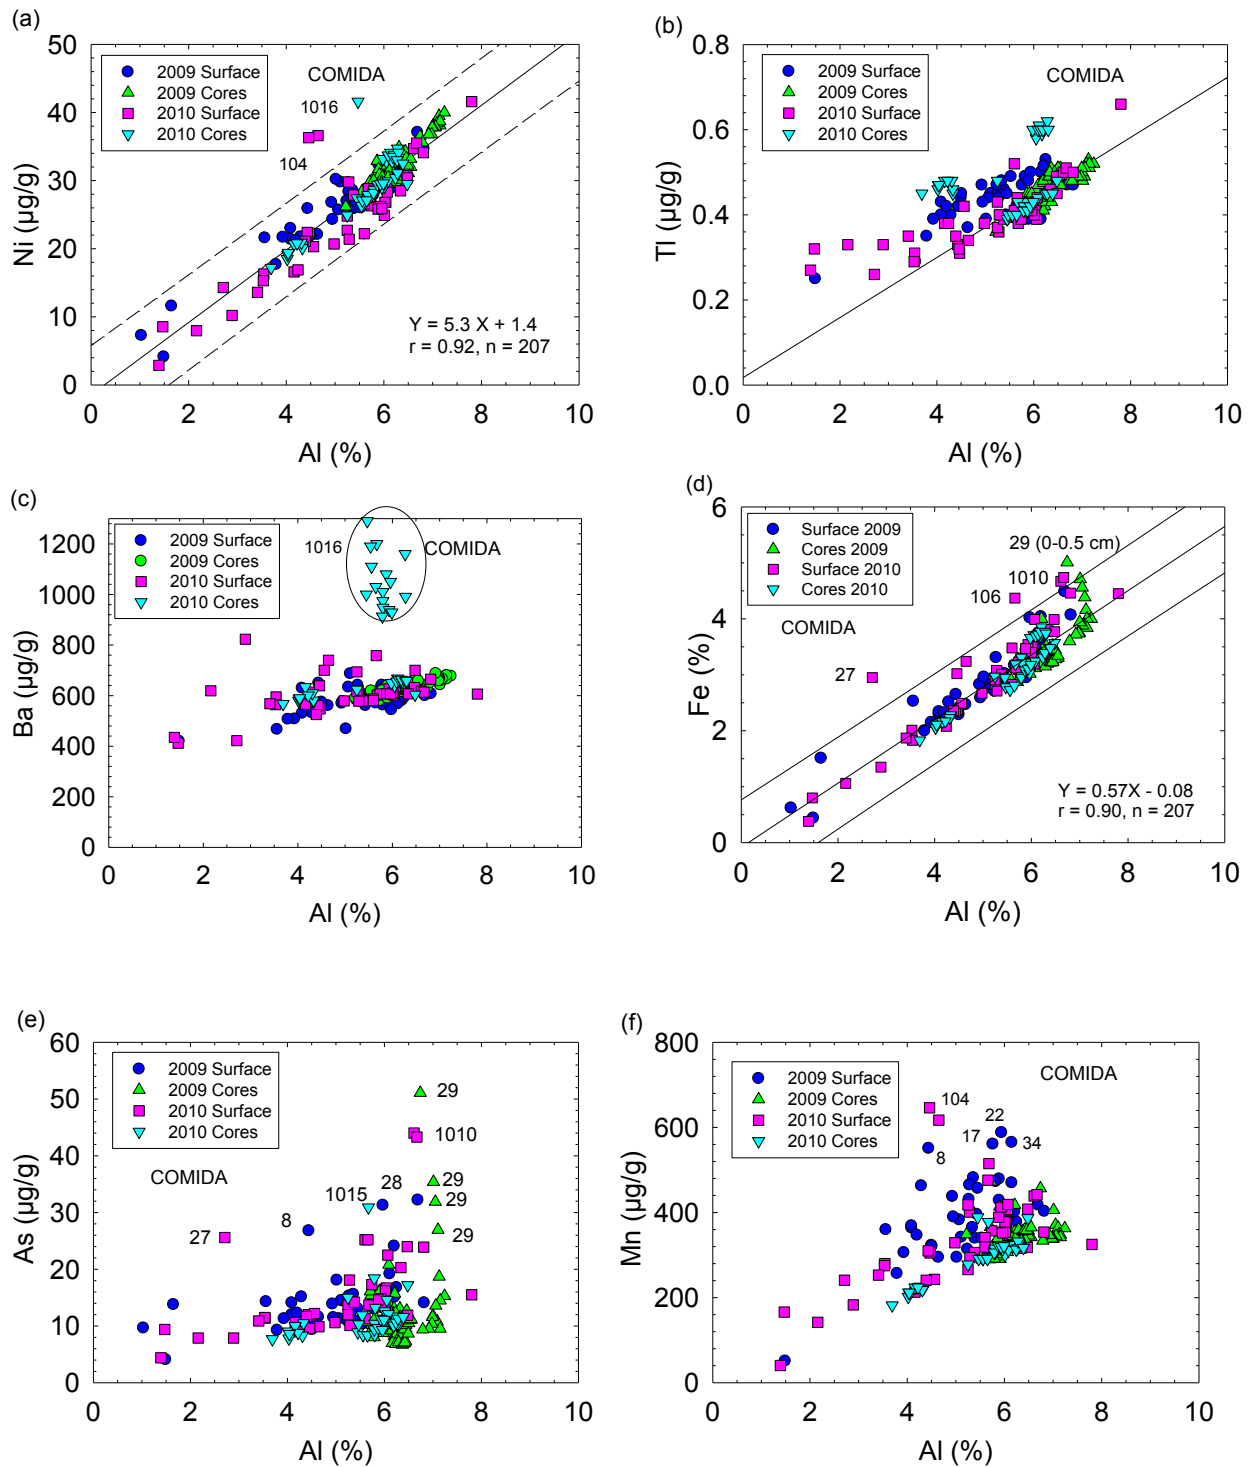 (a)
50
40
30
20
10
0
Ni (µg/g)
2009 Surface
2009 Cores
2010 Surface
2010 Cores
COMIDA
1016
104
Y = 5.3 X + 1.4
r = 0.92, n = 207
0 2 4 6 8 10
Al (%)
(b)
0.8
0.6
0.4
0.2
0.0
Tl (µg/g)
2009 Surface
2009 Cores
2010 Surface
2010 Cores
COMIDA
0 2 4 6 8 10
Al (%)
(c)
1200
1000
800
600
400
200
0
Ba (µg/g)
2009 Surface
2009 Cores
2010 Surface
2010 Cores
1016
COMIDA
0 2 4 6 8 10
Al (%)
(d)
6
4
2
0
Fe (%)
Surface 2009
Cores 2009
Surface 2010
Cores 2010
29 (0-0.5 cm)
1010
106
COMIDA
27
Y = 0.57X - 0.08
r = 0.90, n = 207
0 2 4 6 8 10
Al (%)
(e)
60
50
40
30
20
10
0
As (µg/g)
2009 Surface
2009 Cores
2010 Surface
2010 Cores
COMIDA
29
1010
28
29
1015
29
8
27
29
0 2 4 6 8 10
Al (%)
(f)
800
600
400
200
0
Mn (µg/g)
2009 Surface
2009 Cores
2010 Surface
2010 Cores
COMIDA
104
22
17
34
8
0 2 4 6 8 10
Al (%)